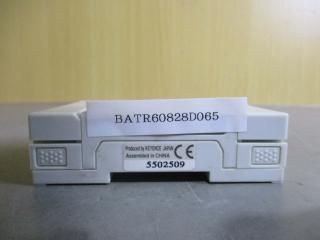 BATR60828D065
Produced by KEYENCE JAPAN
Assembled in CHINA
CE
5502509